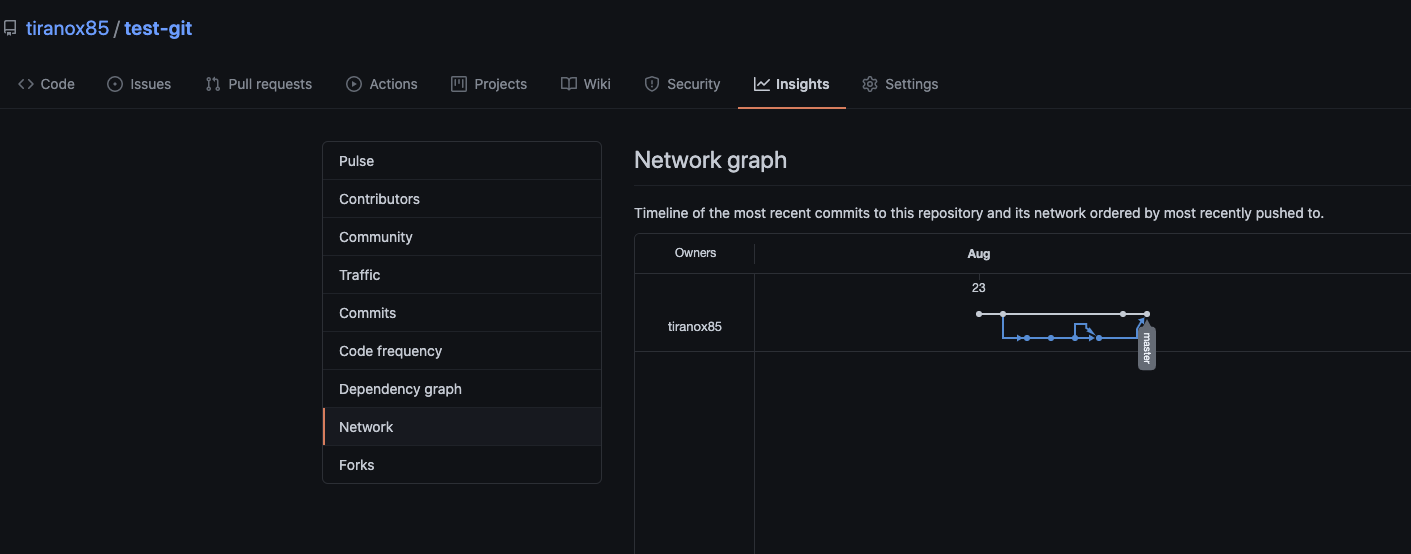 tiranox85 / test-git
Code Issues Pull requests Actions Projects Wiki Security Insights Settings
Pulse
Contributors
Community
Traffic
Commits
Code frequency
Dependency graph
Network
Forks
Network graph
Timeline of the most recent commits to this repository and its network ordered by most recently pushed to.
Owners Aug
23
tiranox85
master